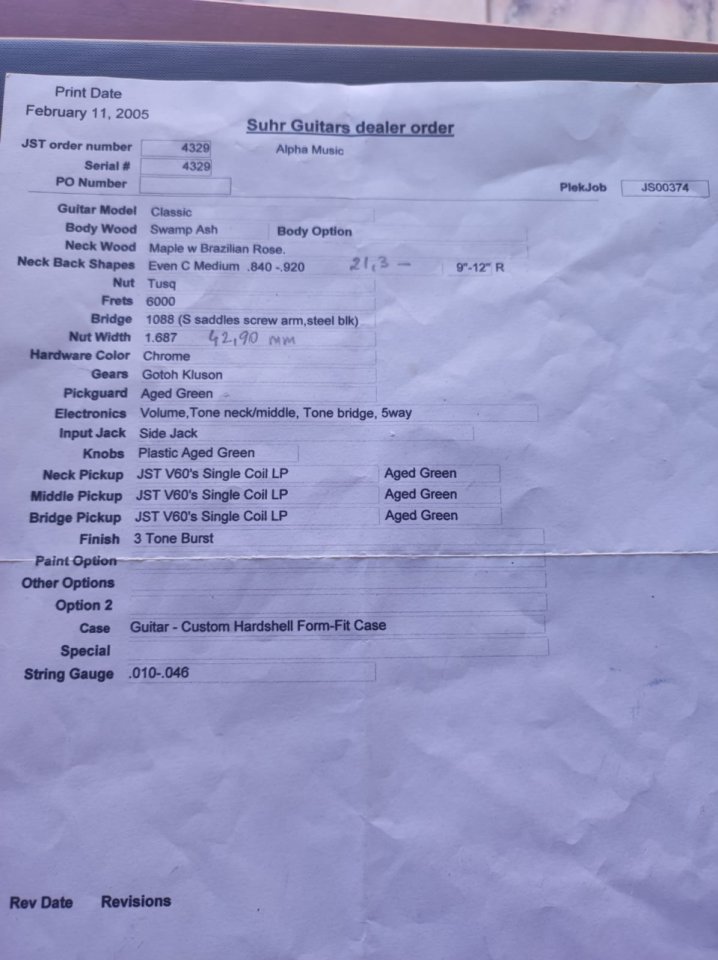 Print Date
February 11, 2005
Suhr Guitars dealer order
JST order number 4329 Alpha Music
Serial # 4329
PO Number PlekJob JS00374
Guitar Model Classic
Body Wood Swamp Ash Body Option
Neck Wood Maple w Brazilian Rose.
Neck Back Shapes Even C Medium .840 -.920 21,3 — 9"-12" R
Nut Tusq
Frets 6000
Bridge 1088 (S saddles screw arm,steel blk)
Nut Width 1.687 42,90 mm
Hardware Color Chrome
Gears Gotoh Kluson
Pickguard Aged Green
Electronics Volume,Tone neck/middle, Tone bridge, 5way
Input Jack Side Jack
Knobs Plastic Aged Green
Neck Pickup JST V60's Single Coil LP Aged Green
Middle Pickup JST V60's Single Coil LP Aged Green
Bridge Pickup JST V60's Single Coil LP Aged Green
Finish 3 Tone Burst
Paint Option
Other Options
Option 2
Case Guitar - Custom Hardshell Form-Fit Case
Special
String Gauge .010-.046
Rev Date Revisions